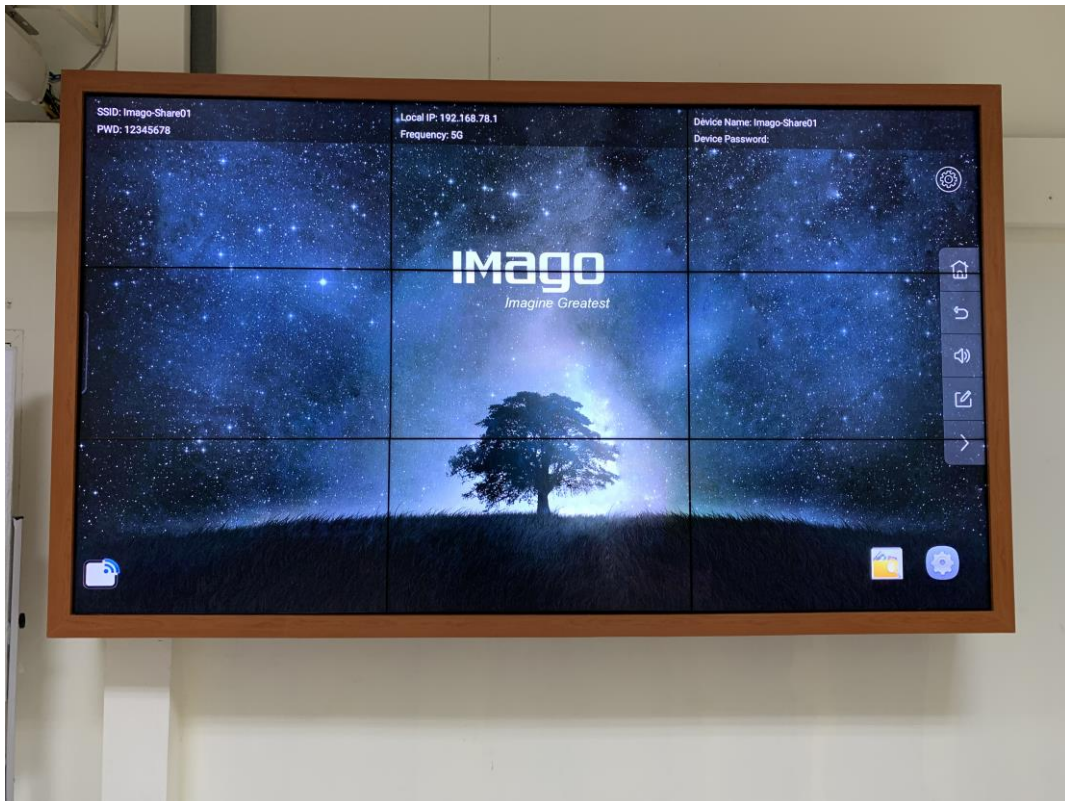 SSID: Imago-Share01
PWD: 12345678
Local IP: 192.168.78.1
Frequency: 5G
Device Name: Imago-Share01
Device Password:
IMago
Imagine Greatest